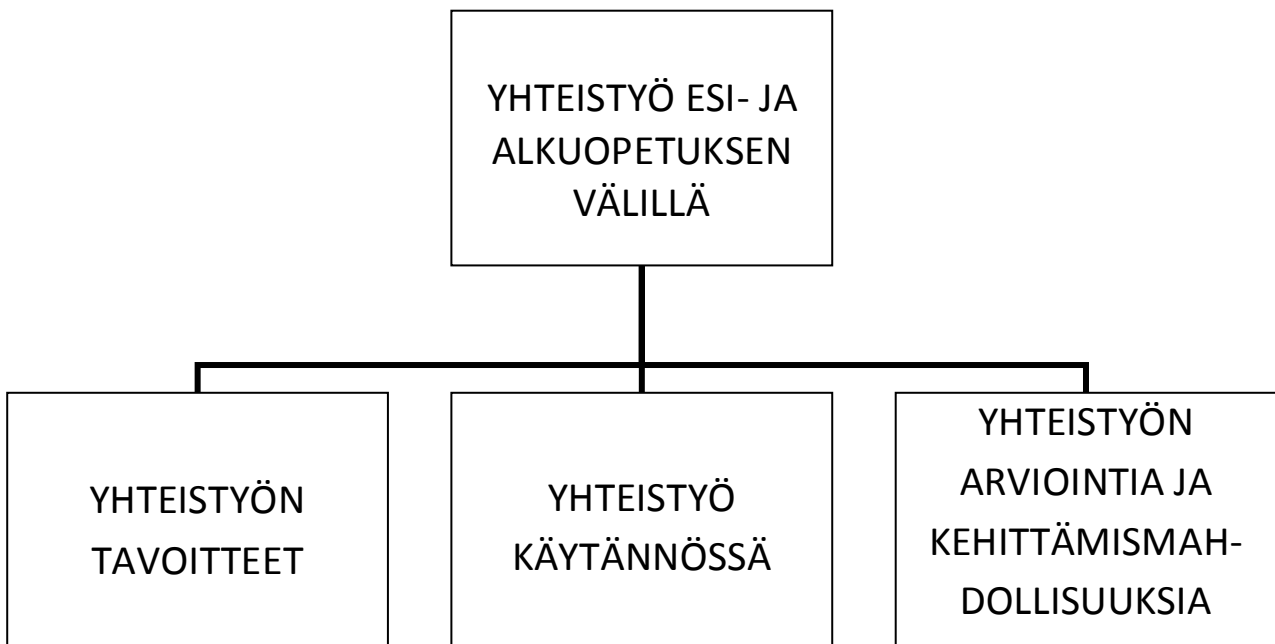 YHTEISTYÖ ESI- JA
ALKUOPETUKSEN
VÄLILLÄ
YHTEISTYÖN
TAVOITTEET
YHTEISTYÖ
KÄYTÄNNÖSSÄ
YHTEISTYÖN
ARVIOINTIA JA
KEHITTÄMISMAH-
DOLLISUUKSIA